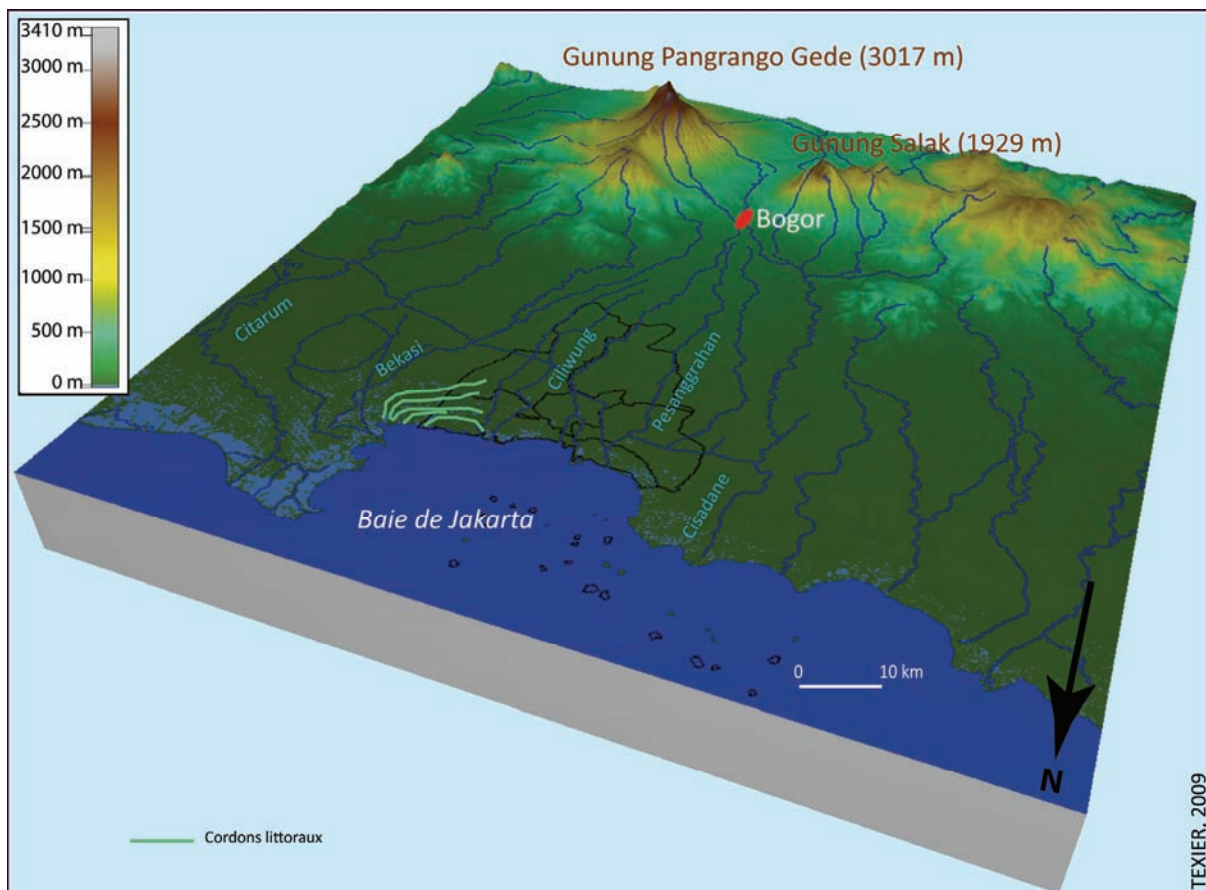 3410 m
3000 m
2500 m
2000 m
1500 m
1000 m
500 m
0 m
Gunung Pangrango Gede (3017 m)
Gunung Salak (1929 m)
Bogor
Citarum
Bekasi
Ciliwung
Pesanggrahan
Cisadane
Baie de Jakarta
0 10 km
N
Cordons littoraux
TEXIER, 2009